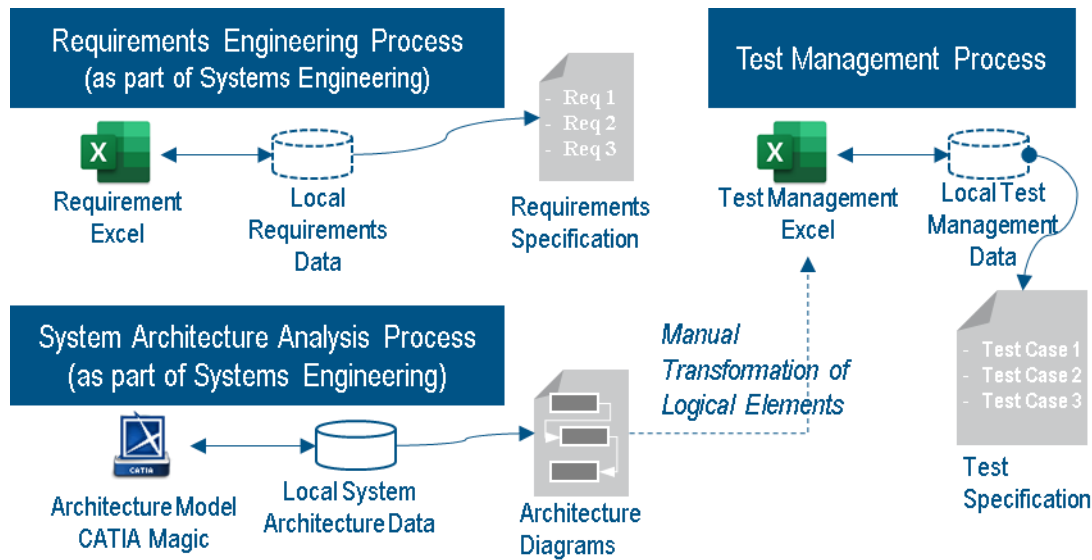 Requirements Engineering Process
(as part of Systems Engineering)
X
Requirement
Excel
Local
Requirements
Data
- Req 1
- Req 2
- Req 3
Requirements
Specification
Test Management Process
X
Test Management
Excel
Local Test
Management
Data
- Test Case 1
- Test Case 2
- Test Case 3
Test
Specification
System Architecture Analysis Process
(as part of Systems Engineering)
CATIA
Architecture Model
CATIA Magic
Local System
Architecture Data
Architecture
Diagrams
Manual
Transformation of
Logical Elements